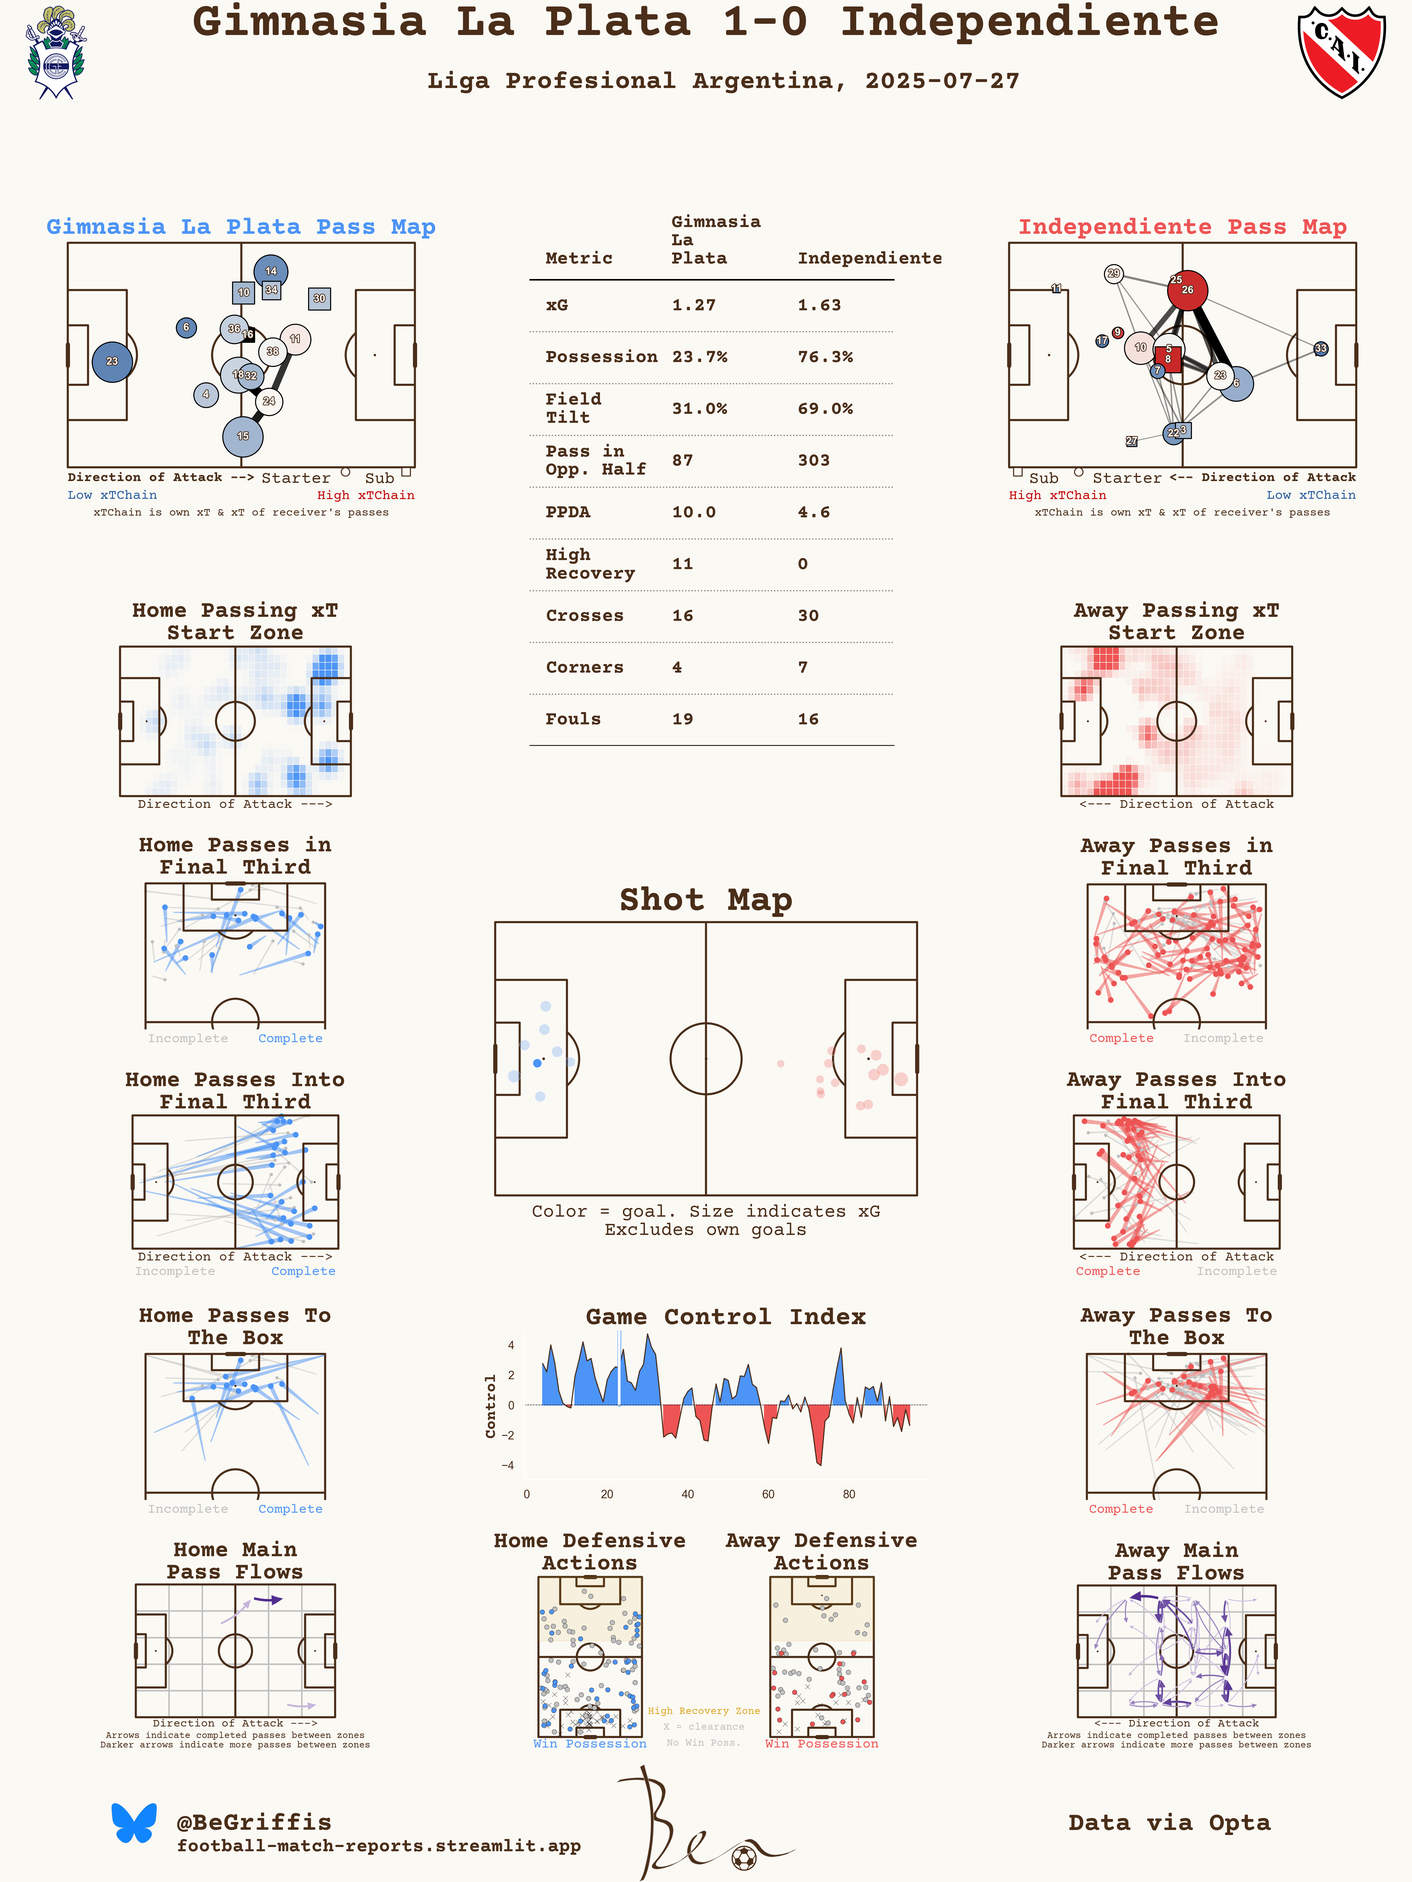 Gimnasia La Plata 1-0 Independiente
Liga Profesional Argentina, 2025-07-27
C.A.I.
Gimnasia La Plata Pass Map
14
10
34
30
6
36
16
11
38
23
18
32
4
24
15
Direction of Attack --> Starter Sub
Low xTChain High xTChain
xTChain is own xT & xT of receiver's passes
Metric Gimnasia La Plata Independiente
xG 1.27 1.63
Possession 23.7% 76.3%
Field Tilt 31.0% 69.0%
Pass in Opp. Half 87 303
PPDA 10.0 4.6
High Recovery 11 0
Crosses 16 30
Corners 4 7
Fouls 19 16
Independiente Pass Map
29
25
26
11
9
17
10
5
8
33
7
23
6
22
3
27
Sub Starter <-- Direction of Attack
High xTChain Low xTChain
xTChain is own xT & xT of receiver's passes
Home Passing xT
Start Zone
Direction of Attack --->
Away Passing xT
Start Zone
<--- Direction of Attack
Home Passes in
Final Third
Incomplete Complete
Away Passes in
Final Third
Complete Incomplete
Shot Map
Color = goal. Size indicates xG
Excludes own goals
Home Passes Into
Final Third
Direction of Attack --->
Incomplete Complete
Away Passes Into
Final Third
<--- Direction of Attack
Complete Incomplete
Home Passes To
The Box
Incomplete Complete
Game Control Index
Control
4
2
0
−2
−4
0 20 40 60 80
Away Passes To
The Box
Complete Incomplete
Home Main
Pass Flows
Direction of Attack --->
Arrows indicate completed passes between zones
Darker arrows indicate more passes between zones
Home Defensive
Actions
Win Possession
Away Defensive
Actions
Win Possession
High Recovery Zone
X = clearance
No Win Poss.
Away Main
Pass Flows
<--- Direction of Attack
Arrows indicate completed passes between zones
Darker arrows indicate more passes between zones
@BeGriffis
football-match-reports.streamlit.app
Ben
Data via Opta